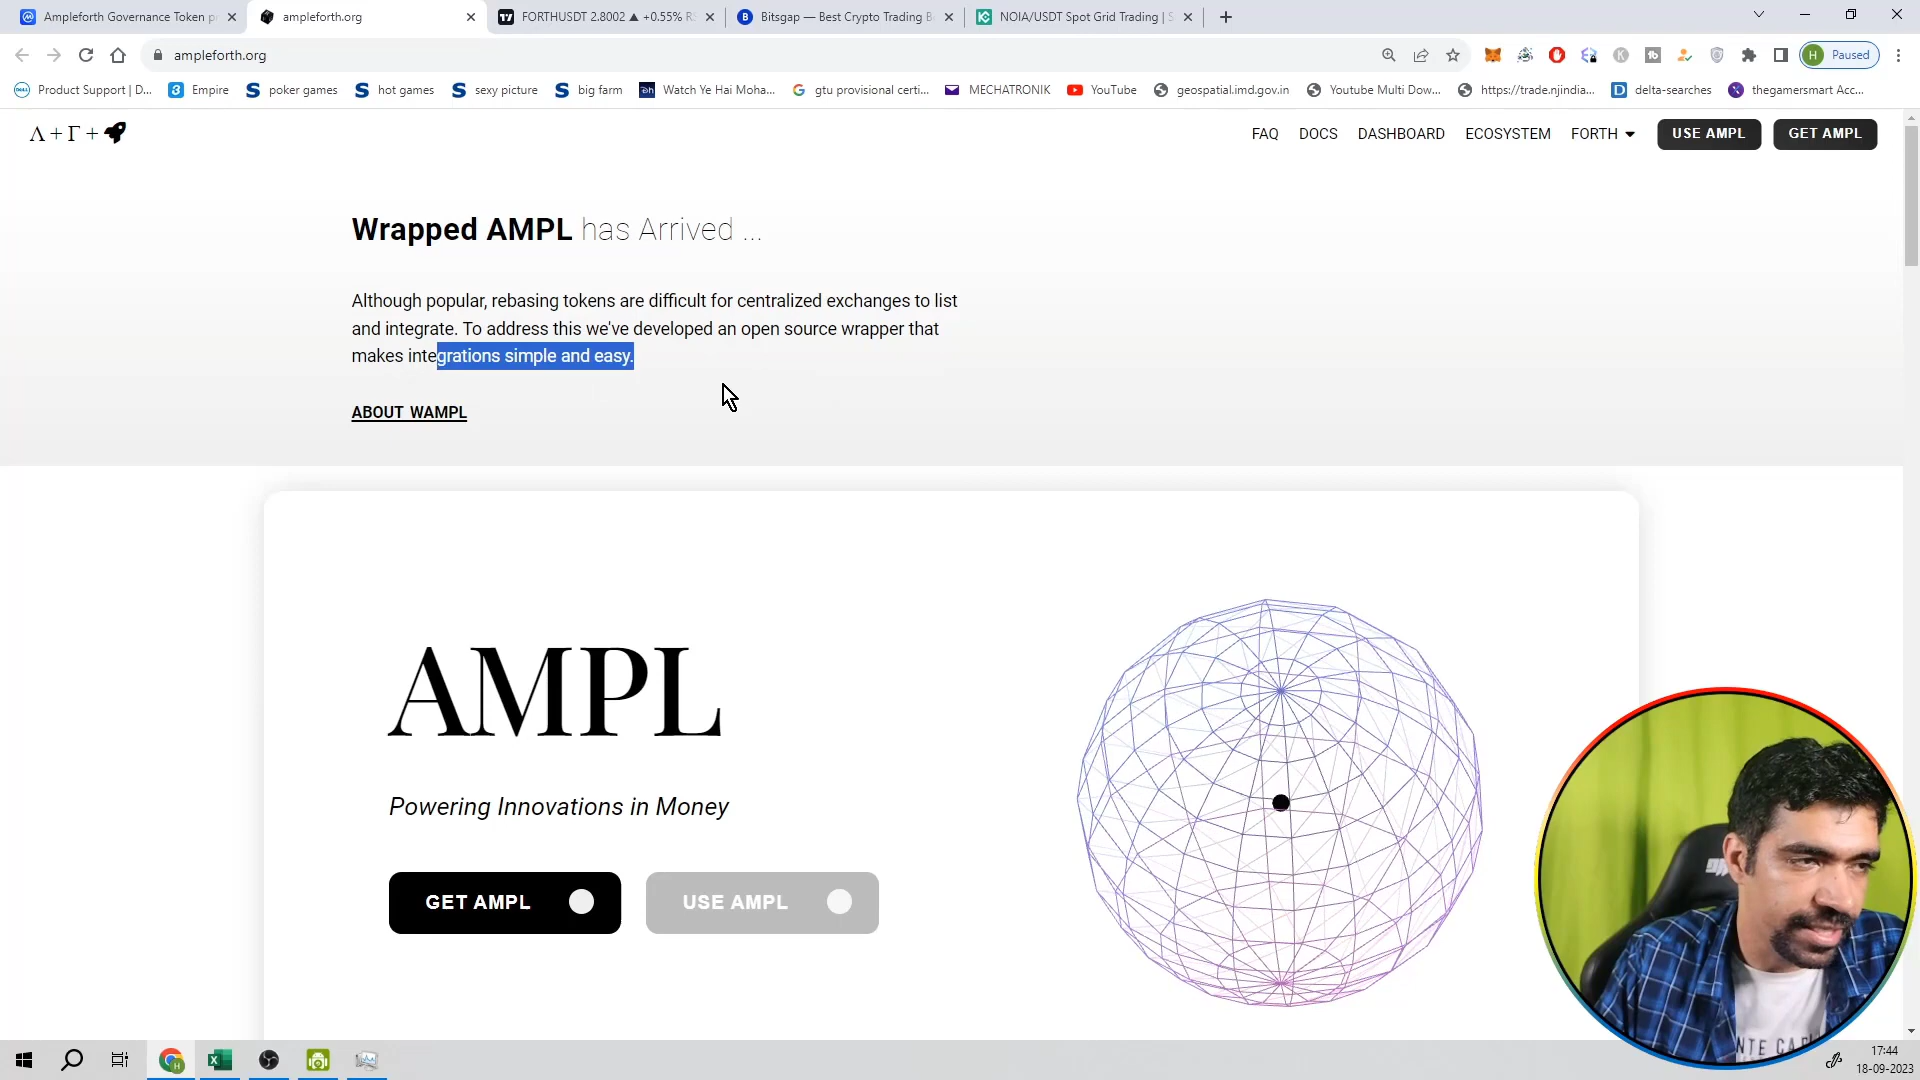 Ampleforth Governance Token pr
ampleforth.org
FORTHUSDT 2.8002 ▲ +0.55% R
Bitsgap — Best Crypto Trading B
NOIA/USDT Spot Grid Trading | S
ampleforth.org
H Paused
Product Support | D...
Empire
poker games
hot games
sexy picture
big farm
Watch Ye Hai Moha...
gtu provisional certi...
MECHATRONIK
YouTube
geospatial.imd.gov.in
Youtube Multi Dow...
https://trade.njindia...
delta-searches
thegamersmart Acc...
Λ + Γ +
FAQ
DOCS
DASHBOARD
ECOSYSTEM
FORTH
USE AMPL
GET AMPL
Wrapped AMPL has Arrived ...
Although popular, rebasing tokens are difficult for centralized exchanges to list
and integrate. To address this we've developed an open source wrapper that
makes integrations simple and easy.
ABOUT WAMPL
AMPL
Powering Innovations in Money
GET AMPL
USE AMPL
17:44
18-09-2023